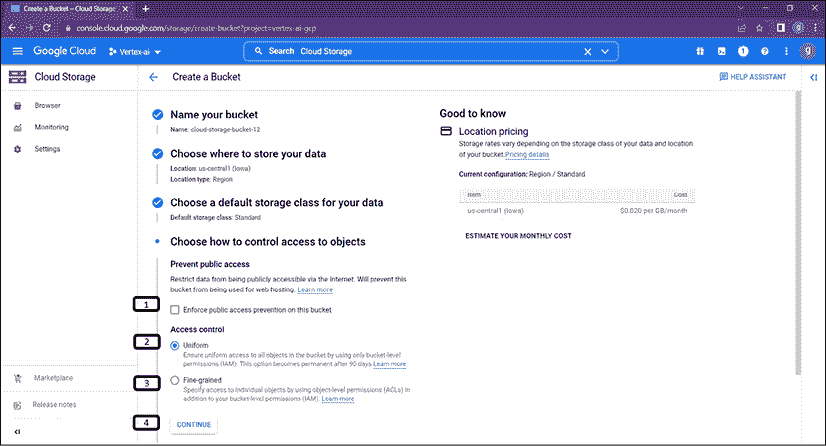 Create a Bucket – Cloud Storage
console.cloud.google.com/storage/create-bucket?project=vertex-ai-gcp
Google Cloud
Vertex-ai
Search Cloud Storage
1
g
Cloud Storage
Create a Bucket
HELP ASSISTANT
Browser
Monitoring
Settings
Marketplace
Release notes
Name your bucket
Name: cloud-storage-bucket-12
Choose where to store your data
Location: us-central1 (Iowa)
Location type: Region
Choose a default storage class for your data
Default storage class: Standard
Choose how to control access to objects
Prevent public access
Restrict data from being publicly accessible via the internet. Will prevent this
bucket from being used for web hosting. Learn more
1
Enforce public access prevention on this bucket
Access control
2
Uniform
Ensure uniform access to all objects in the bucket by using only bucket-level
permissions (IAM). This option becomes permanent after 90 days. Learn more
3
Fine-grained
Specify access to individual objects by using object-level permissions (ACLs) in
addition to your bucket-level permissions (IAM). Learn more
4
CONTINUE
Good to know
Location pricing
Storage rates vary depending on the storage class of your data and location
of your bucket. Pricing details
Current configuration: Region / Standard
Item Cost
us-central1 (Iowa) $0.020 per GB/month
ESTIMATE YOUR MONTHLY COST